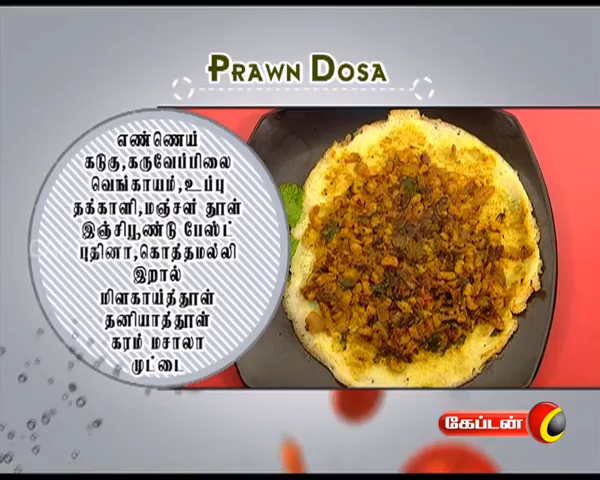 PRAWN DOSA
எண்ணெய்
கடுகு,கருவேப்பிலை
வெங்காயம்,உப்பு
தக்காளி,மஞ்சள் தூள்
இஞ்சிபூண்டு பேஸ்ட்
புதினா,கொத்தமல்லி
இறால்
மிளகாய்த்தூள்
தனியாத்தூள்
கரம் மசாலா
முட்டை
கேப்டன்